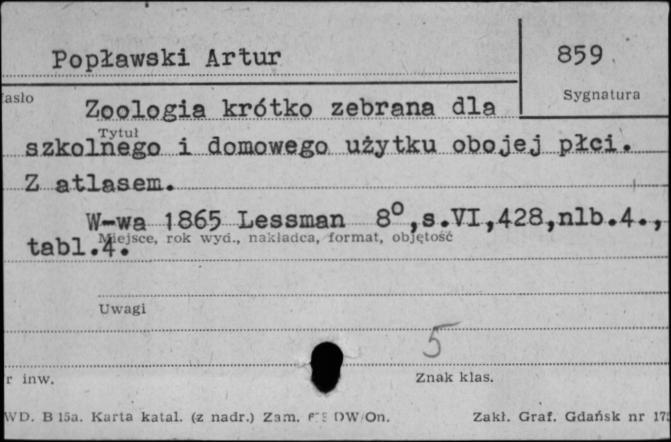 Popławski Artur 859
asło Sygnatura
Zoologia krótko zebrana dla
Tytuł
szkolnego i domowego użytku obojej płci.
Z atlasem.
W-wa 1865 Lessman 8°,s.VI,428,nlb.4.,
Miejsce, rok wyd., nakładca, format, objętość
tabl.4.
Uwagi
5
r inw. Znak klas.
WD. B 15a. Karta katal. (z nadr.) Zam. DW/On. Zakł. Graf. Gdańsk nr